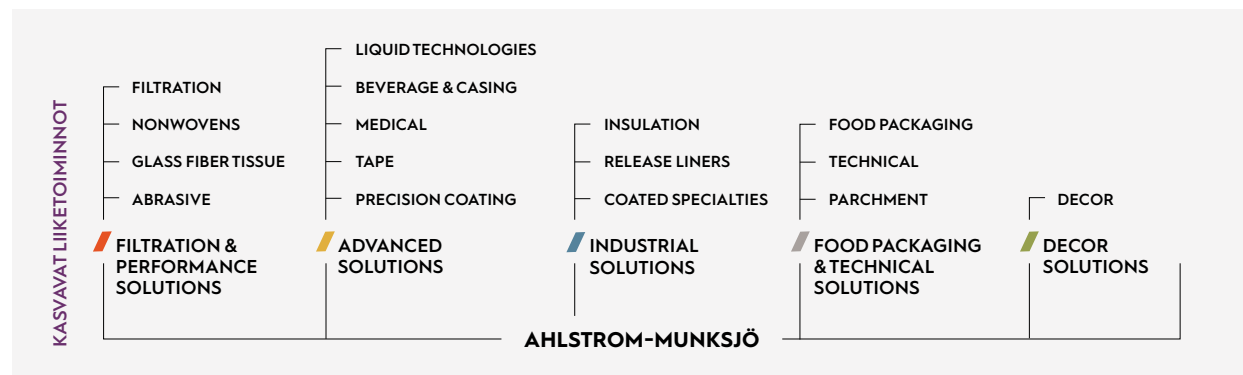 KASVAVAT LIIKETOIMINNOT
FILTRATION
NONWOVENS
GLASS FIBER TISSUE
ABRASIVE
FILTRATION &
PERFORMANCE
SOLUTIONS
LIQUID TECHNOLOGIES
BEVERAGE & CASING
MEDICAL
TAPE
PRECISION COATING
ADVANCED
SOLUTIONS
INSULATION
RELEASE LINERS
COATED SPECIALTIES
INDUSTRIAL
SOLUTIONS
FOOD PACKAGING
TECHNICAL
PARCHMENT
FOOD PACKAGING
& TECHNICAL
SOLUTIONS
DECOR
DECOR
SOLUTIONS
AHLSTROM-MUNKSJÖ